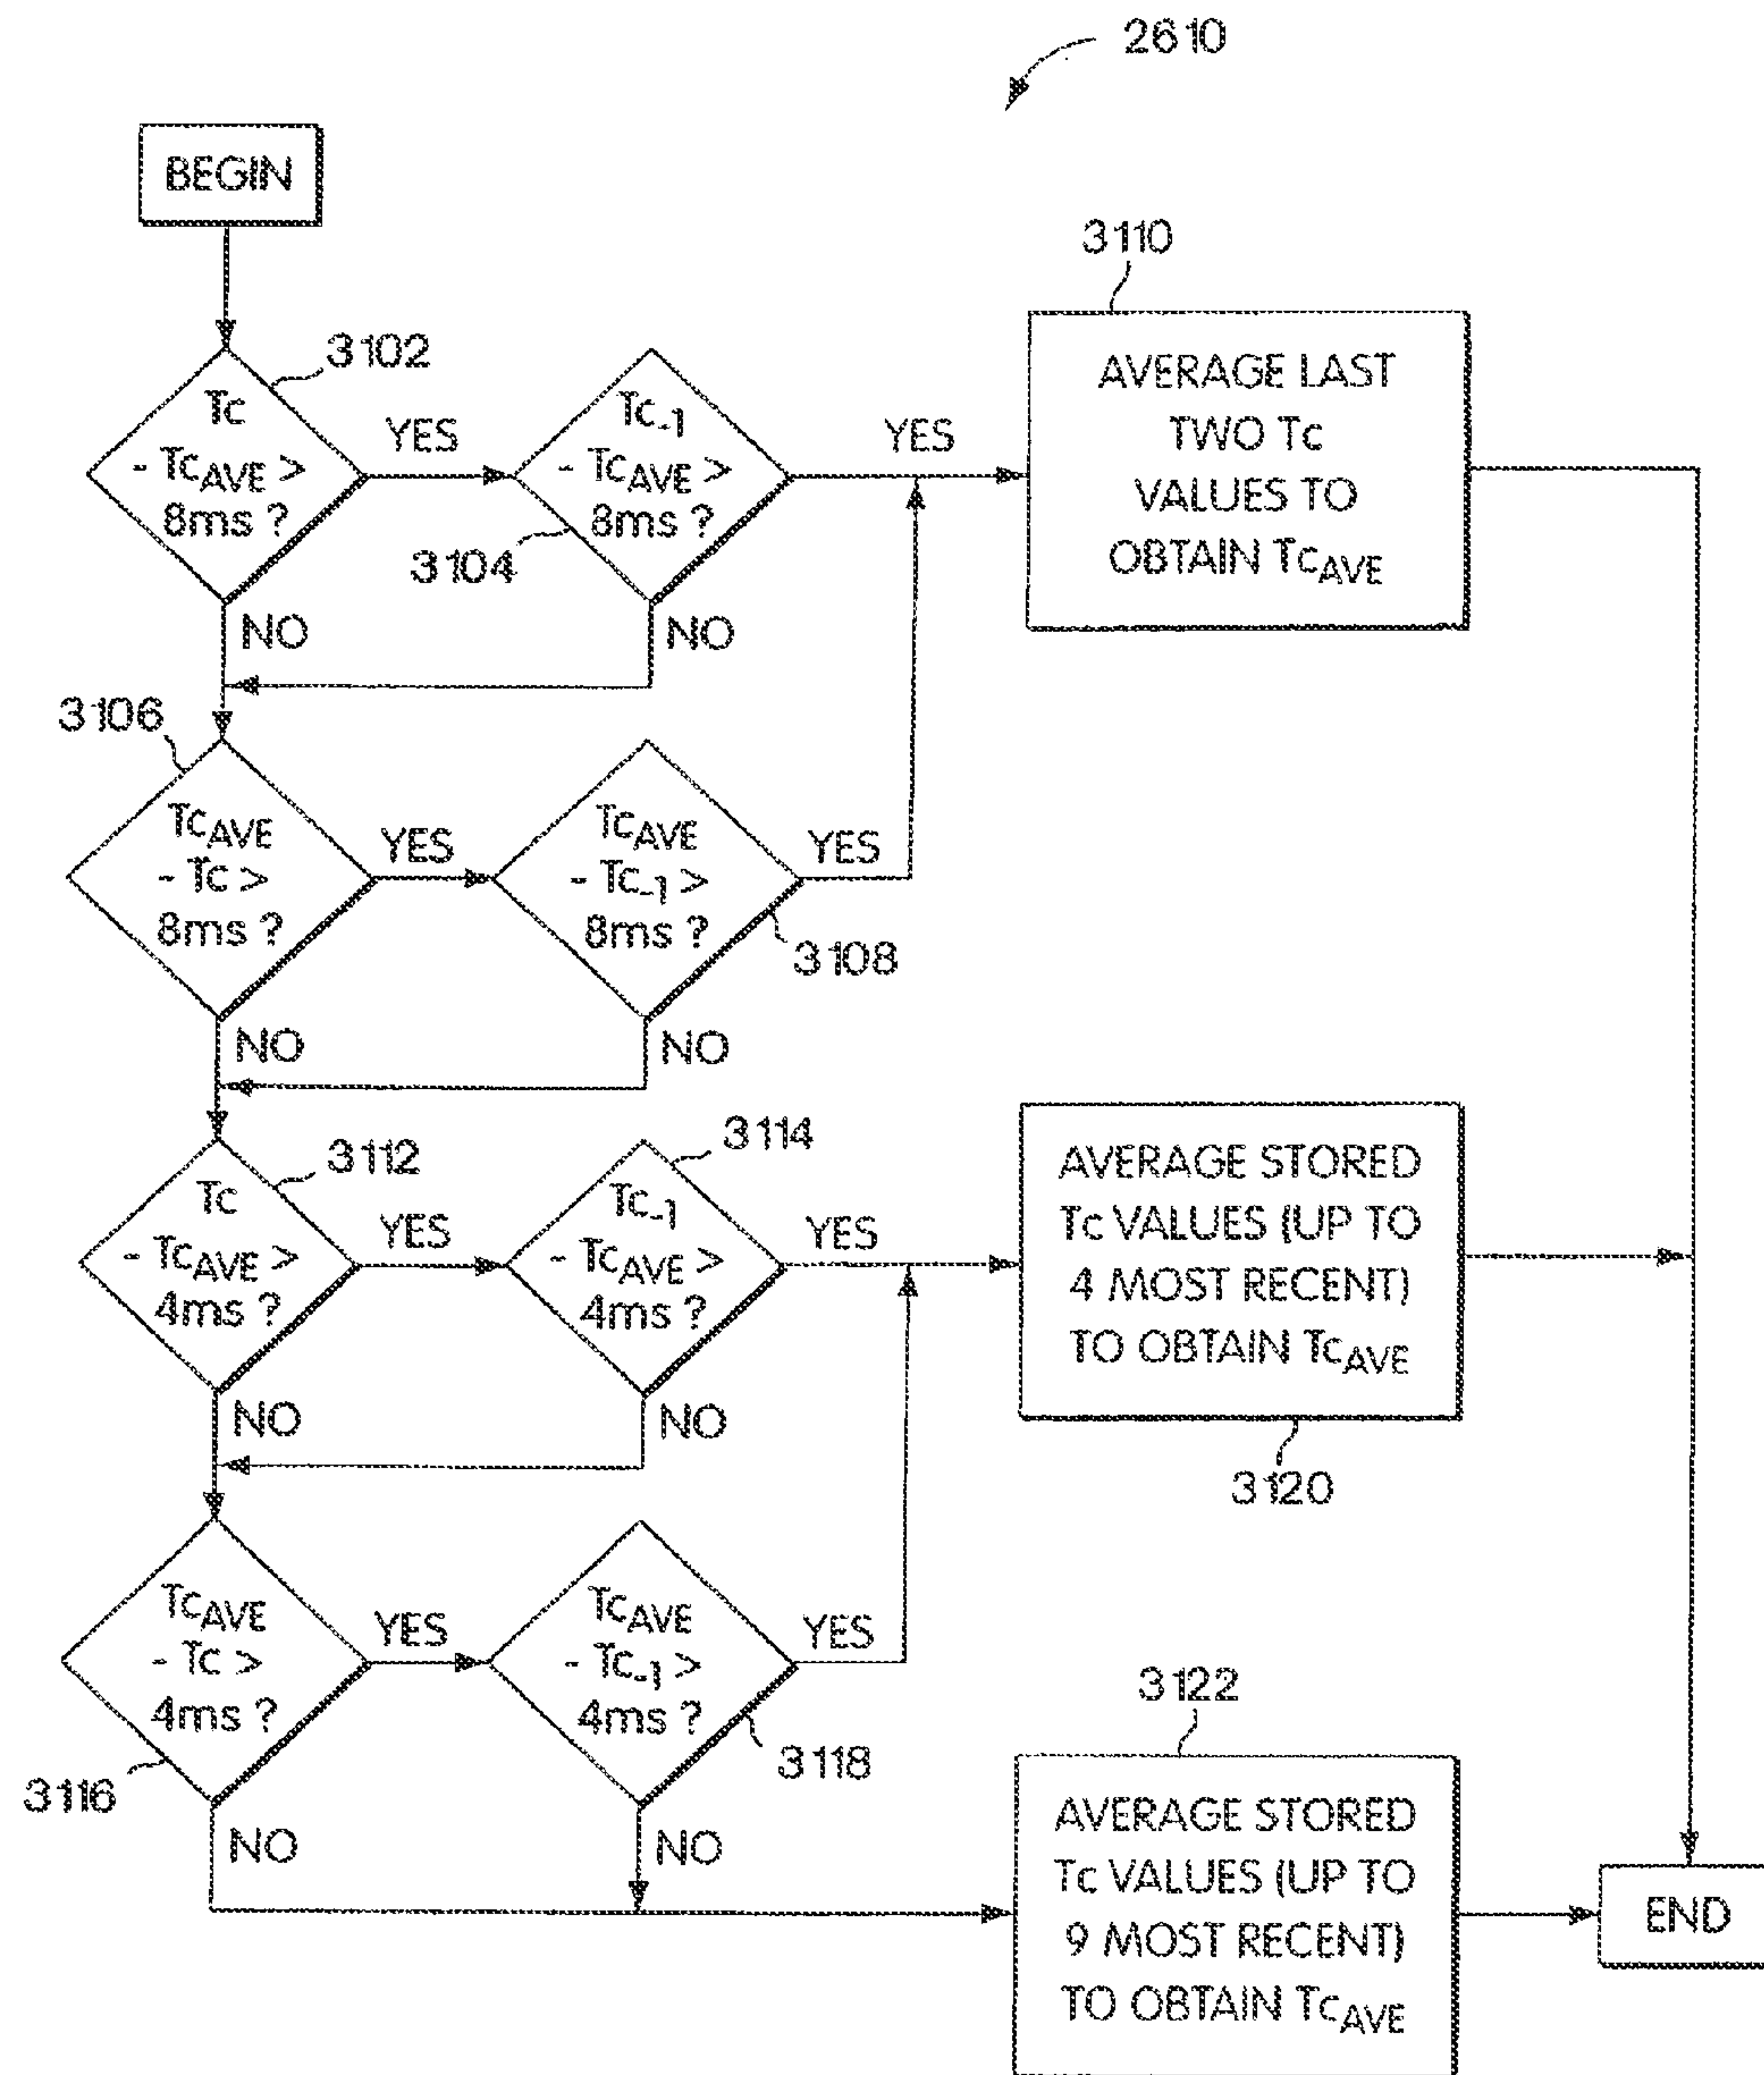 2610
BEGIN
3102
Tc
- TcAVE >
8ms ?
YES
NO
3104
Tc-1
- TcAVE >
8ms ?
YES
NO
3110
AVERAGE LAST
TWO Tc
VALUES TO
OBTAIN TcAVE
3106
TcAVE
- Tc >
8ms ?
YES
NO
TcAVE
- Tc-1 >
8ms ?
YES
3108
NO
3112
Tc
- TcAVE >
4ms ?
YES
NO
3114
Tc-1
- TcAVE >
4ms ?
YES
NO
AVERAGE STORED
Tc VALUES (UP TO
4 MOST RECENT)
TO OBTAIN TcAVE
3120
TcAVE
- Tc >
4ms ?
3116
YES
NO
TcAVE
- Tc-1 >
4ms ?
YES
3118
NO
3122
AVERAGE STORED
Tc VALUES (UP TO
9 MOST RECENT)
TO OBTAIN TcAVE
END